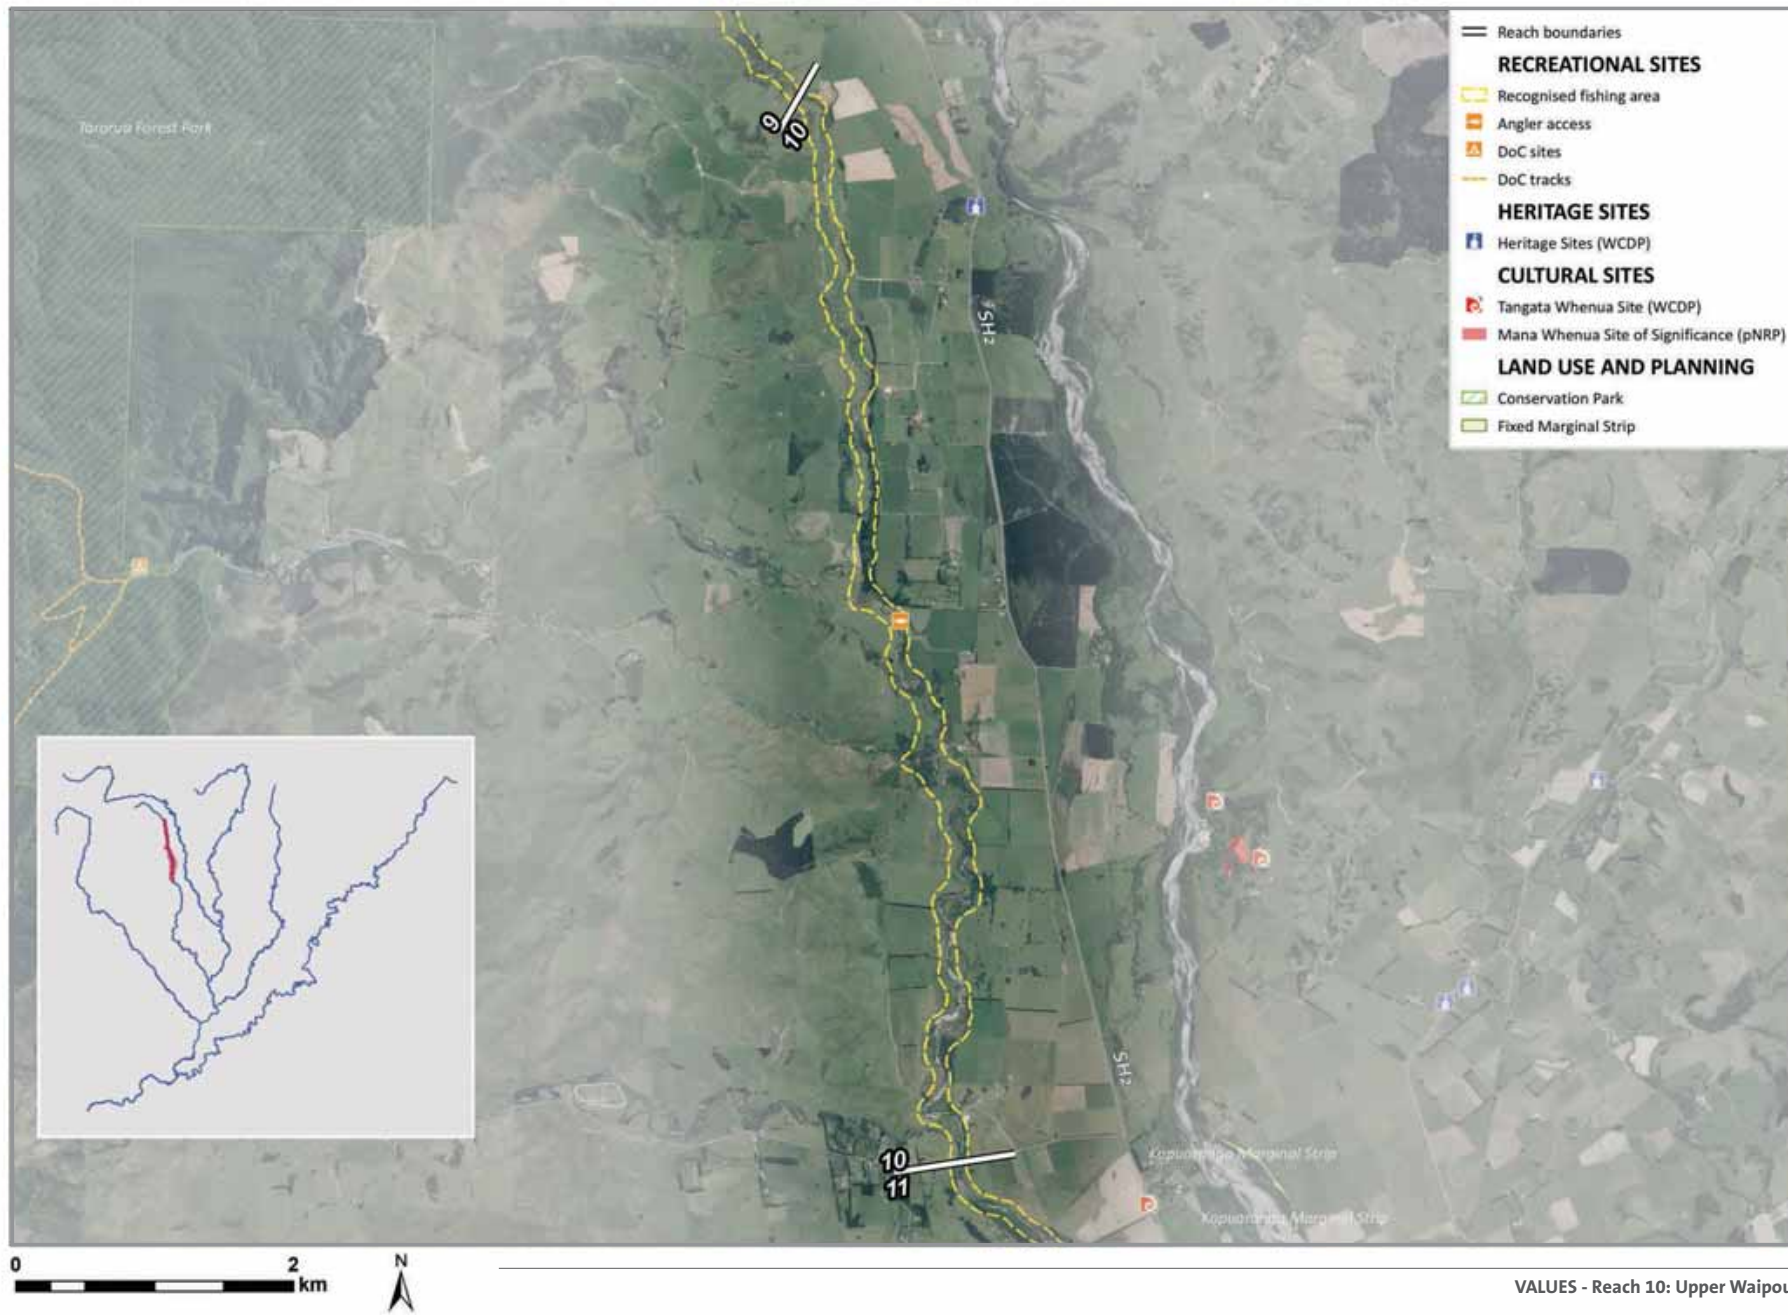 Reach boundaries
RECREATIONAL SITES
Recognised fishing area
Angler access
DoC sites
DoC tracks
HERITAGE SITES
Heritage Sites (WCDP)
CULTURAL SITES
Tangata Whenua Site (WCDP)
Mana Whenua Site of Significance (pNRP)
LAND USE AND PLANNING
Conservation Park
Fixed Marginal Strip
Tararua Forest Park
9
10
SH2
SH2
10
11
Kopuaranga Marginal Strip
Kopuaranga Marginal Strip
0 2
km
N
VALUES - Reach 10: Upper Waipou